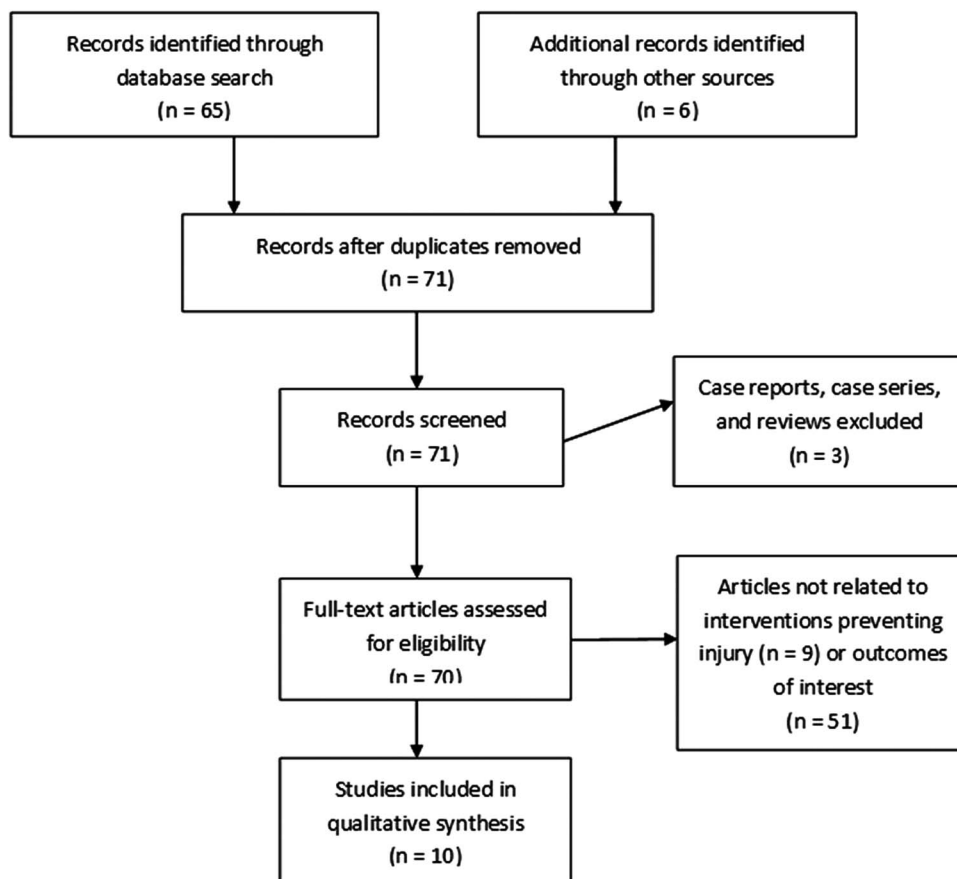 Records identified through
database search
(n = 65)
Additional records identified
through other sources
(n = 6)
Records after duplicates removed
(n = 71)
Records screened
(n = 71)
Case reports, case series,
and reviews excluded
(n = 3)
Full-text articles assessed
for eligibility
(n = 70)
Articles not related to
interventions preventing
injury (n = 9) or outcomes
of interest
(n = 51)
Studies included in
qualitative synthesis
(n = 10)